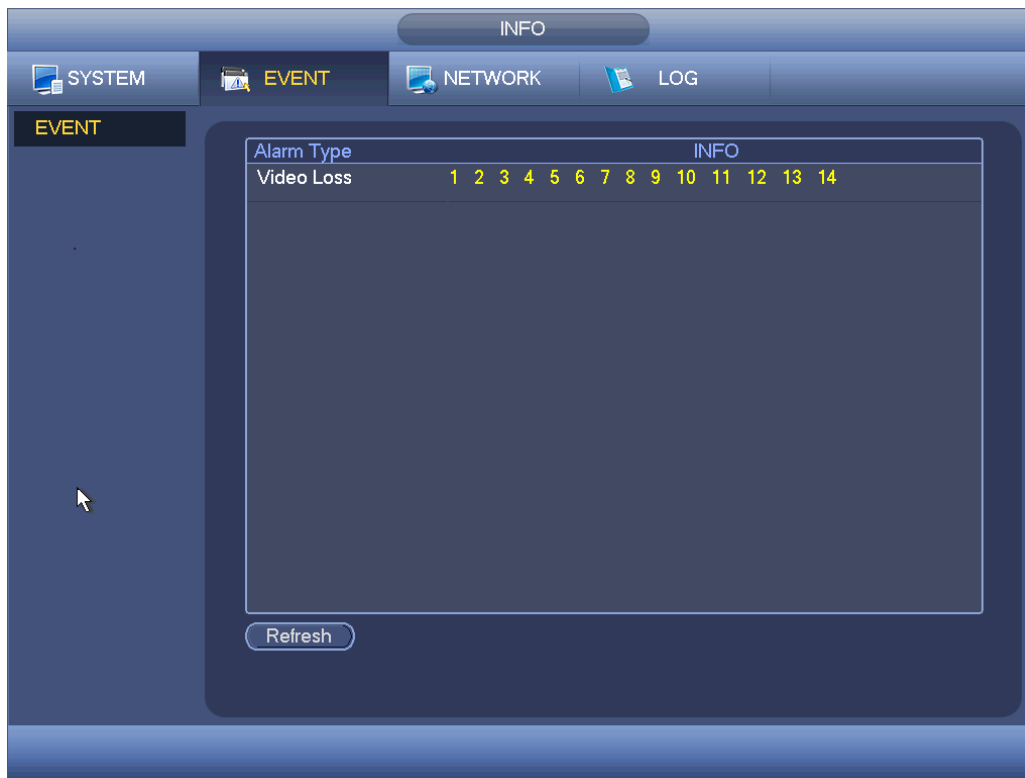 INFO
SYSTEM EVENT NETWORK LOG
EVENT
Alarm Type INFO
Video Loss 1 2 3 4 5 6 7 8 9 10 11 12 13 14
Refresh